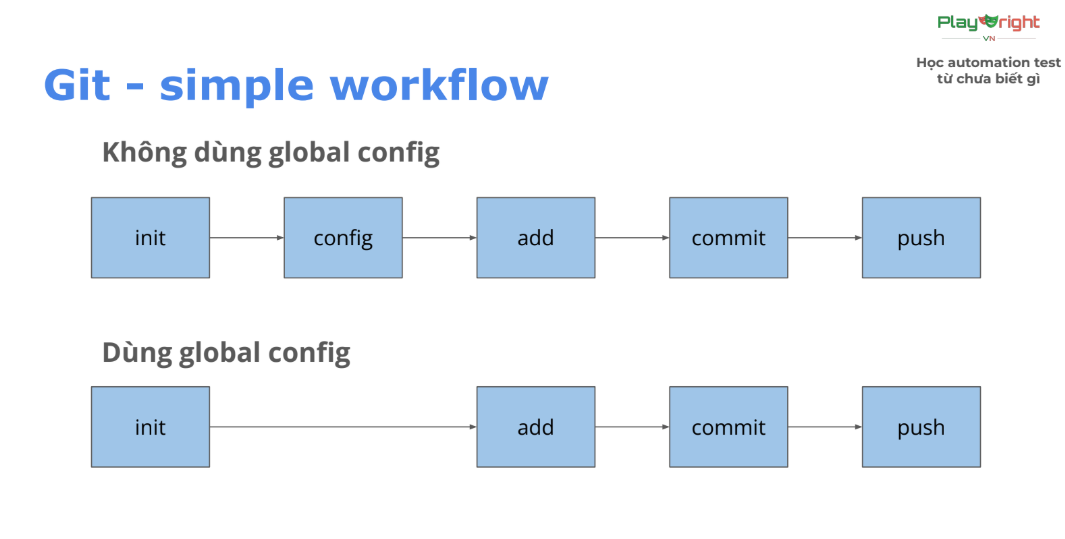 Playwright
VN
Học automation test
từ chưa biết gì
Git - simple workflow
Không dùng global config
init
config
add
commit
push
Dùng global config
init
add
commit
push